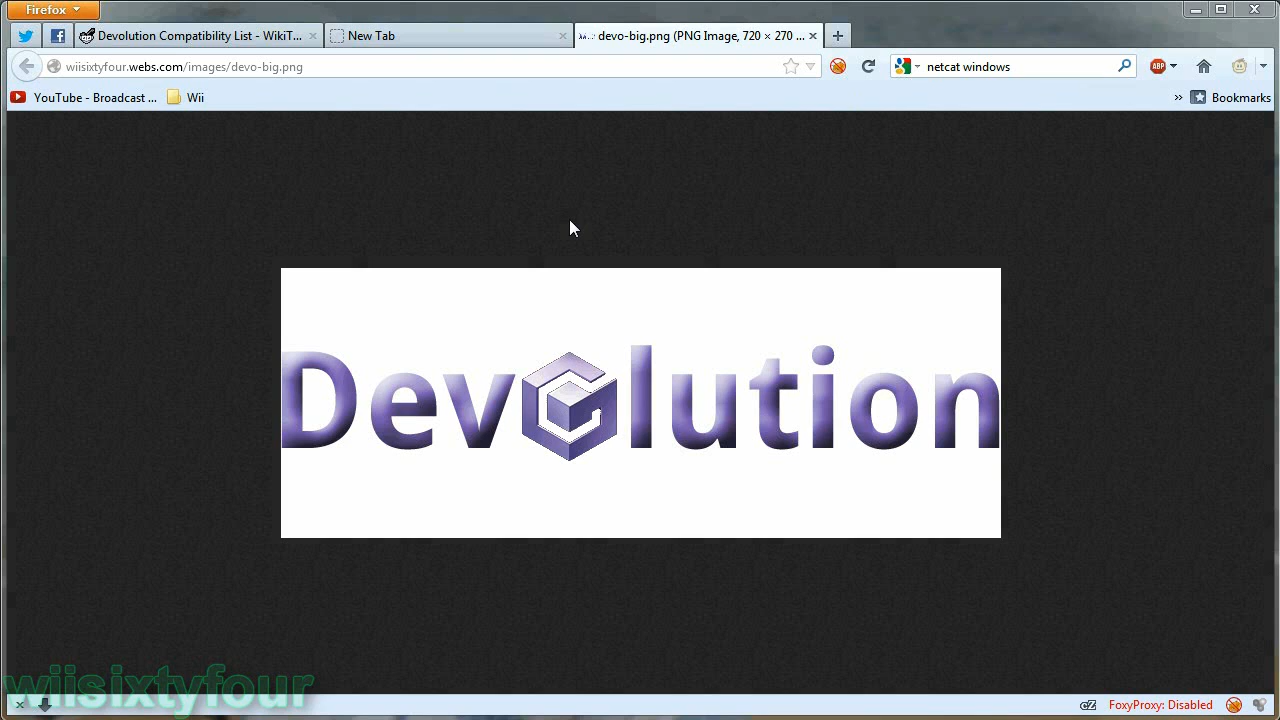 Firefox
Devolution Compatibility List - WikiT...
New Tab
devo-big.png (PNG Image, 720 × 270 ...
wiisixtyfour.webs.com/images/devo-big.png
netcat windows
ABP
YouTube - Broadcast ...
Wii
Bookmarks
Devolution
wiisixtyfour
FoxyProxy: Disabled